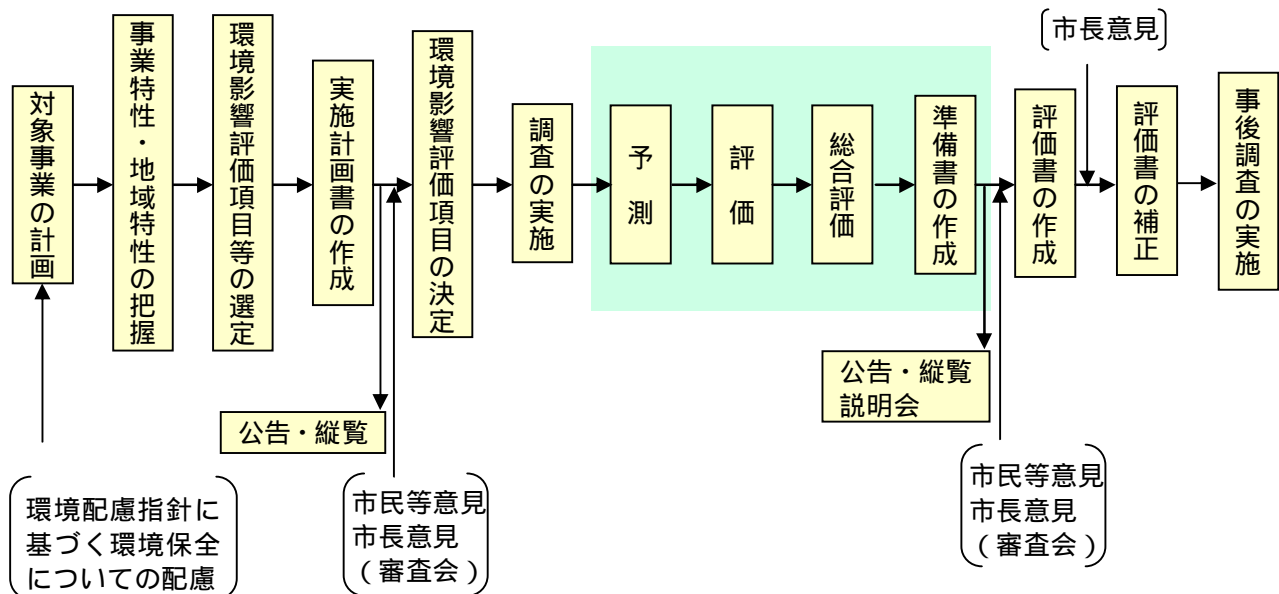 対象事業の計画
事業特性・地域特性の把握
環境影響評価項目等の選定
実施計画書の作成
環境影響評価項目の決定
調査の実施
予測
評価
総合評価
準備書の作成
評価書の作成
市長意見
評価書の補正
事後調査の実施
公告・縦覧
公告・縦覧
説明会
環境配慮指針に
基づく環境保全
についての配慮
市民等意見
市長意見
（審査会）
市民等意見
市長意見
（審査会）